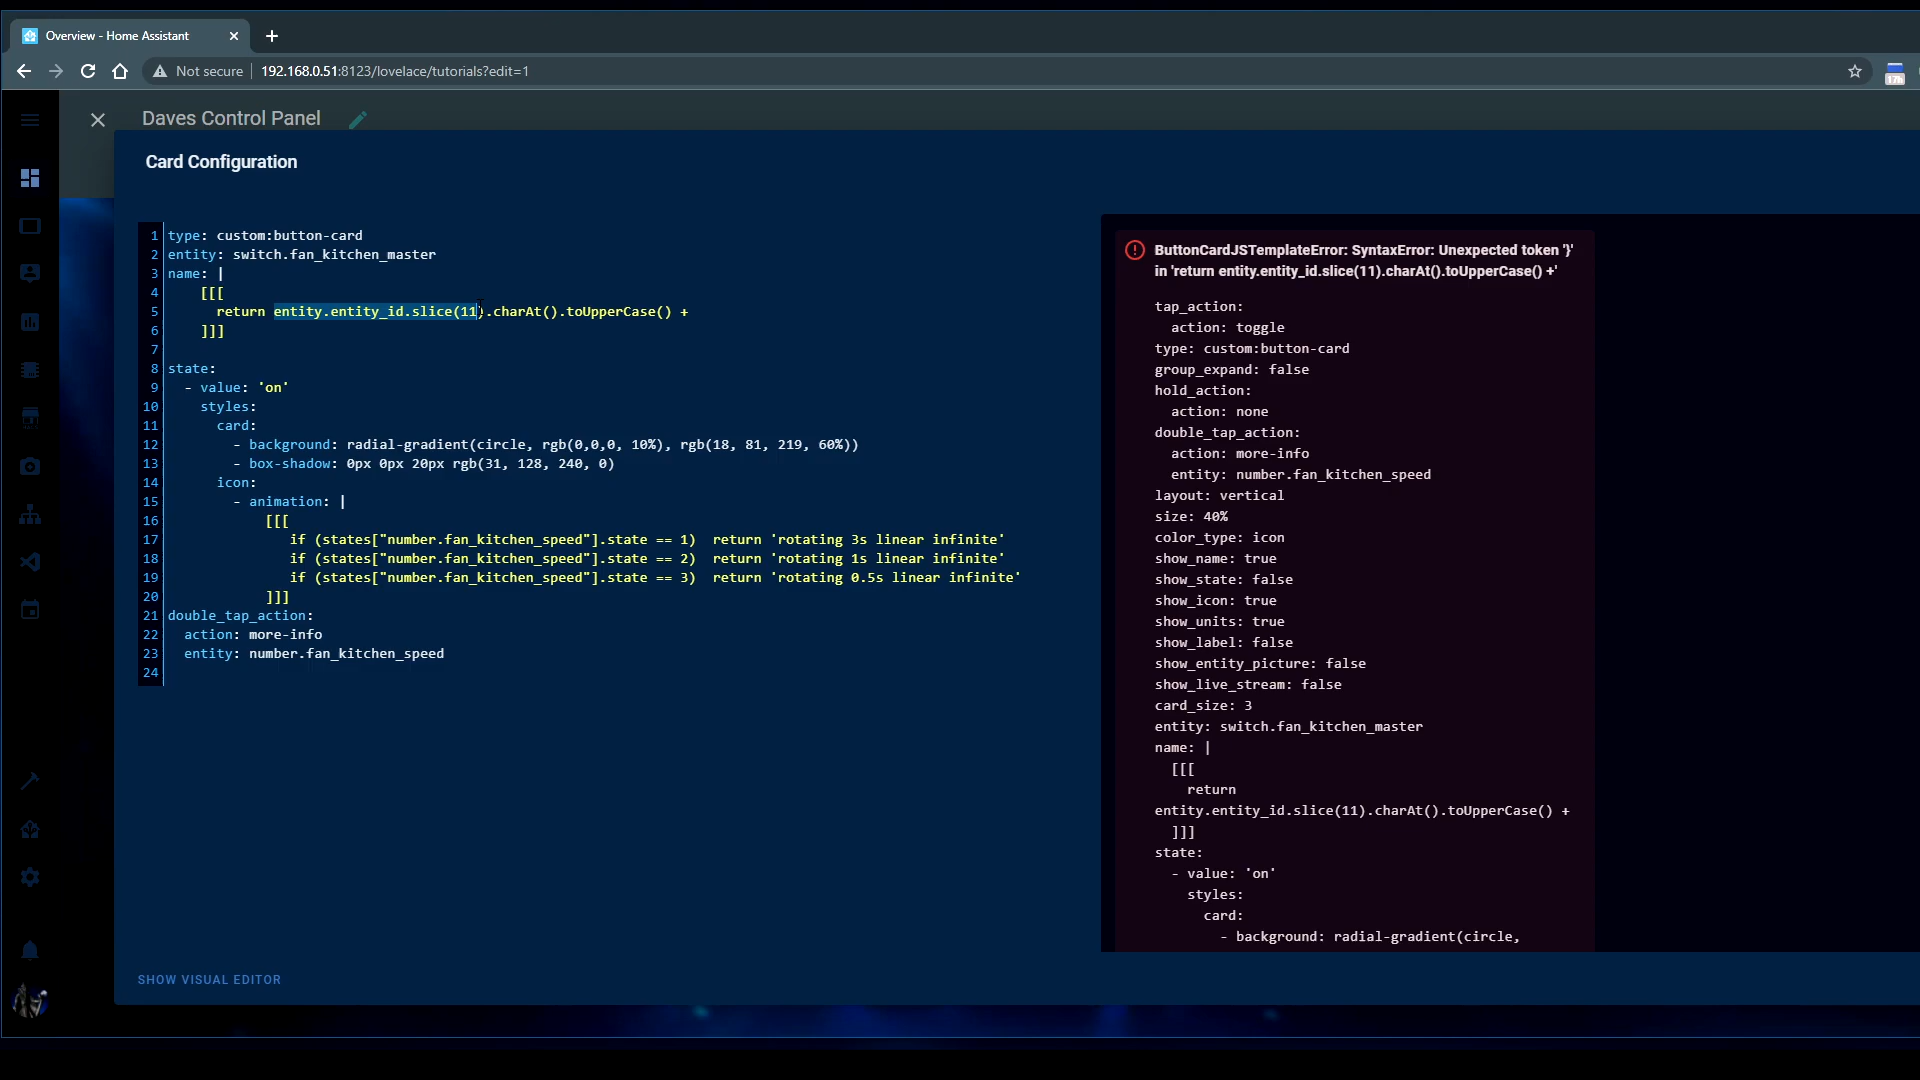 Overview - Home Assistant
Not secure
192.168.0.51:8123/lovelace/tutorials?edit=1
17h
Daves Control Panel
Card Configuration
1 type: custom:button-card
2 entity: switch.fan_kitchen_master
3 name: |
4 [[[
5 return entity.entity_id.slice(11).charAt().toUpperCase() +
6 ]]]
7
8 state:
9 - value: 'on'
10 styles:
11 card:
12 - background: radial-gradient(circle, rgb(0,0,0, 10%), rgb(18, 81, 219, 60%))
13 - box-shadow: 0px 0px 20px rgb(31, 128, 240, 0)
14 icon:
15 - animation: |
16 [[[
17 if (states["number.fan_kitchen_speed"].state == 1) return 'rotating 3s linear infinite'
18 if (states["number.fan_kitchen_speed"].state == 2) return 'rotating 1s linear infinite'
19 if (states["number.fan_kitchen_speed"].state == 3) return 'rotating 0.5s linear infinite'
20 ]]]
21 double_tap_action:
22 action: more-info
23 entity: number.fan_kitchen_speed
24
SHOW VISUAL EDITOR
ButtonCardJSTemplateError: SyntaxError: Unexpected token '}'
in 'return entity.entity_id.slice(11).charAt().toUpperCase() +'
tap_action:
action: toggle
type: custom:button-card
group_expand: false
hold_action:
action: none
double_tap_action:
action: more-info
entity: number.fan_kitchen_speed
layout: vertical
size: 40%
color_type: icon
show_name: true
show_state: false
show_icon: true
show_units: true
show_label: false
show_entity_picture: false
show_live_stream: false
card_size: 3
entity: switch.fan_kitchen_master
name: |
[[[
return
entity.entity_id.slice(11).charAt().toUpperCase() +
]]]
state:
- value: 'on'
styles:
card:
- background: radial-gradient(circle,